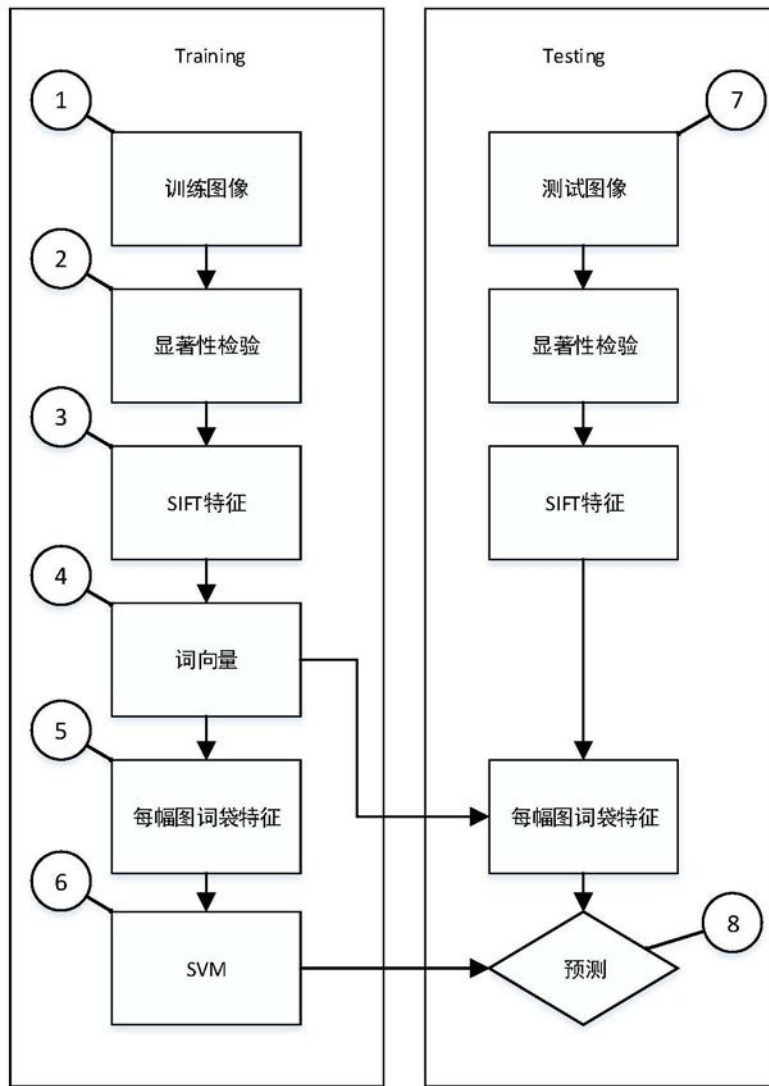 Training
1
训练图像
2
显著性检验
3
SIFT特征
4
词向量
5
每幅图词袋特征
6
SVM
Testing
7
测试图像
显著性检验
SIFT特征
每幅图词袋特征
8
预测